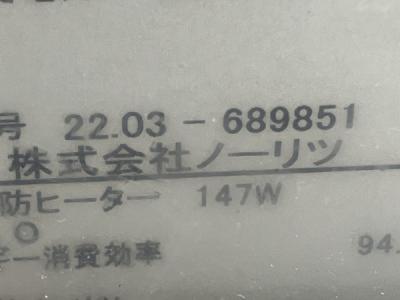 号 22.03 - 689851
株式会社ノーリツ
防ヒーター 147W
ー消費効率 94.